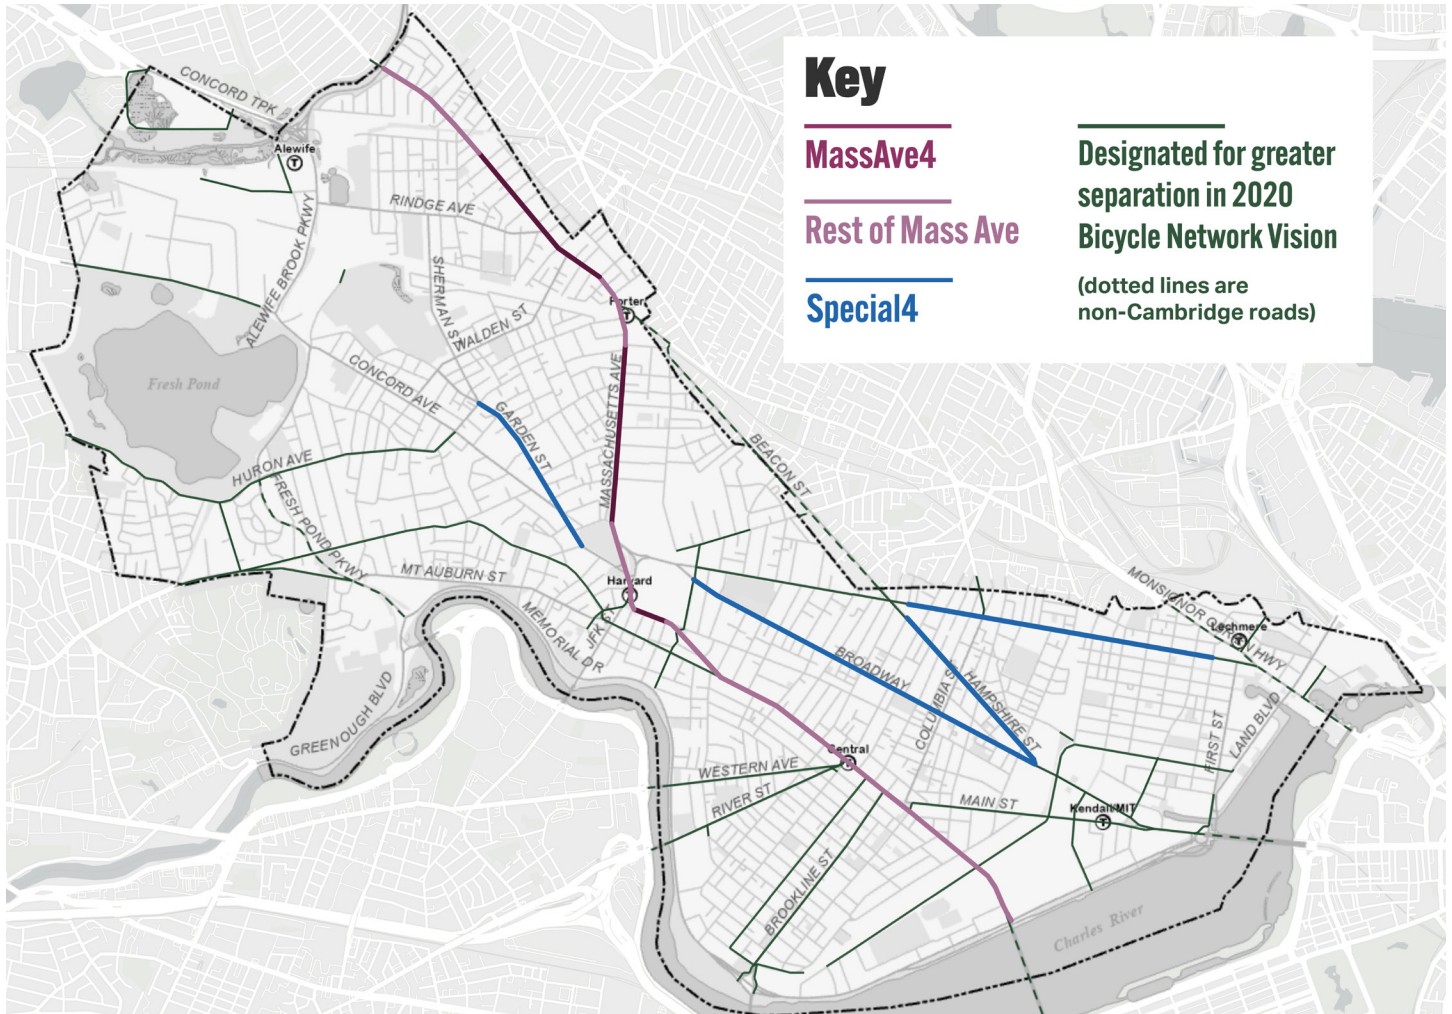 Key
MassAve4
Rest of Mass Ave
Special4
Designated for greater
separation in 2020
Bicycle Network Vision
(dotted lines are
non-Cambridge roads)
CONCORD TPK
Alewife
RINDGE AVE
ALEWIFE BROOK PKWY
SHERMAN S
WALDEN ST
Porter
CONCORD AVE
MASSACHUSETTS AVE
Fresh Pond
GARDEN ST
BEACON ST
HURON AVE
FRESH POND PKWY
MT AUBURN ST
Harvard
JFK ST
MEMORIAL DR
MONSIGNOR OBRIEN HWY
Lechmere
BROADWAY
COLUMBIA S
HAMPSHIRE ST
GREENOUGH BLVD
FIRST ST
LAND BLVD
Central
WESTERN AVE
RIVER ST
MAIN ST
Kendall/MIT
BROOKLINE ST
Charles River